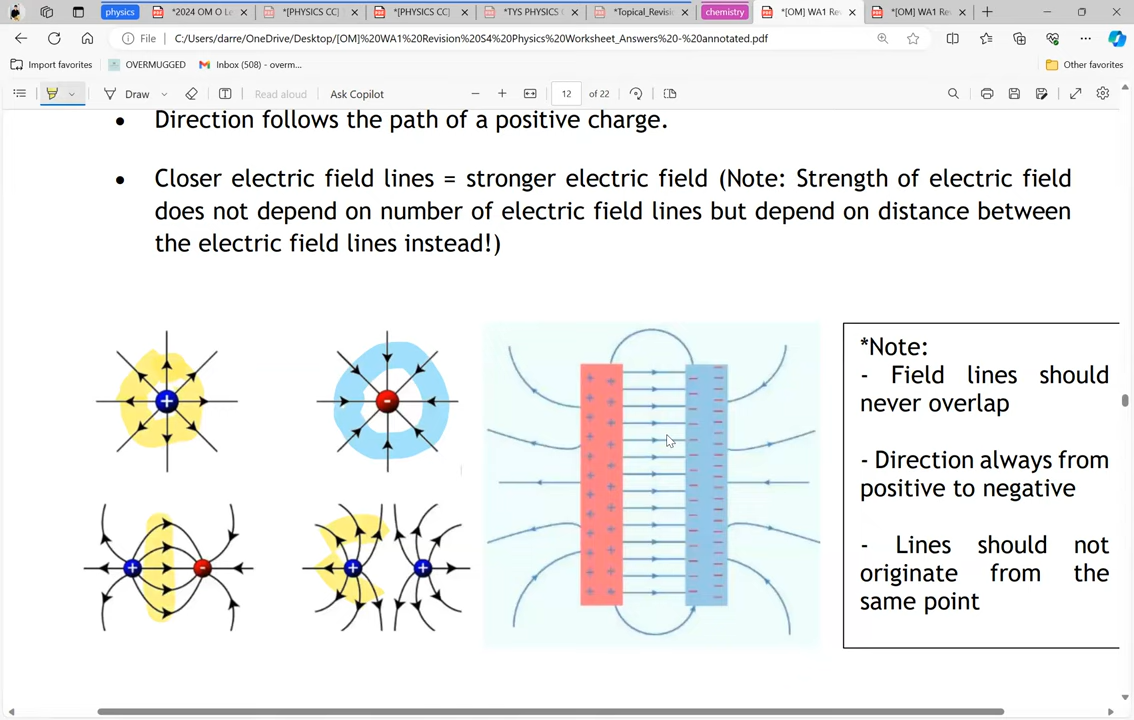 physics
*2024 OM O L
*[PHYSICS CC]
*[PHYSICS CC]
*TYS PHYSICS
*Topical_Revisi
chemistry
*[OM] WA1 Re
*[OM] WA1 Re
File
C:/Users/darre/OneDrive/Desktop/[OM]%20WA1%20Revision%20S4%20Physics%20Worksheet_Answers%20-%20annotated.pdf
Import favorites
OVERMUGGED
Inbox (508) - overm...
Other favorites
Draw
Read aloud
Ask Copilot
12
of 22
• Direction follows the path of a positive charge.
• Closer electric field lines = stronger electric field (Note: Strength of electric field
does not depend on number of electric field lines but depend on distance between
the electric field lines instead!)
*Note:
- Field lines should
never overlap
- Direction always from
positive to negative
- Lines should not
originate from the
same point